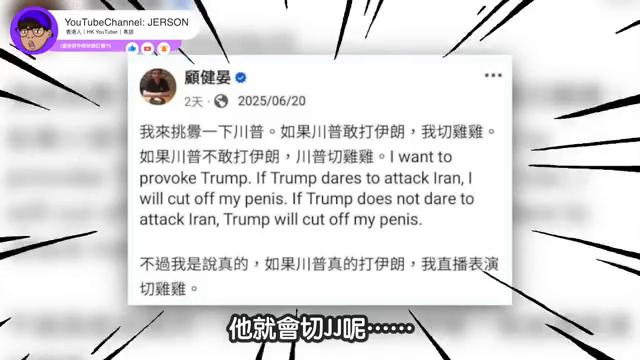 YouTubeChannel: JERSON
香港人｜HK YouTuber｜粵語
顧健晏
2天 · 2025/06/20
我來挑釁一下川普。如果川普敢打伊朗，我切雞雞。
如果川普不敢打伊朗，川普切雞雞。I want to
provoke Trump. If Trump dares to attack Iran, I
will cut off my penis. If Trump does not dare to
attack Iran, Trump will cut off my penis.
不過我是說真的，如果川普真的打伊朗，我直播表演
切雞雞。
他就會切JJ呢⋯⋯